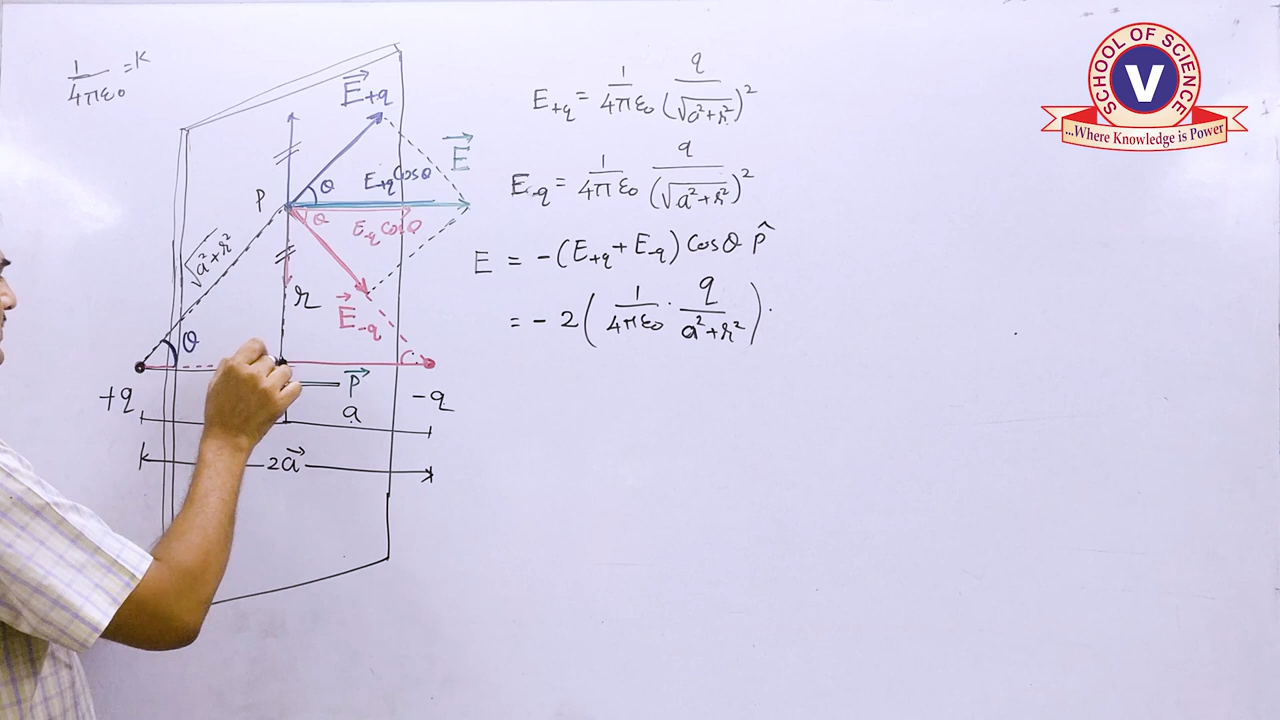 1/4πε₀ = K
E⃗+q
E⃗
P
θ
E+q Cosθ
θ
E-q Cosθ
√a²+r²
r
E⃗-q
θ
P⃗
+q
-q
a
2a⃗
E+q = 1/4πε₀ q/(√a²+r²)²
E-q = 1/4πε₀ q/(√a²+r²)²
E = -(E+q + E-q) Cosθ P̂
= -2(1/4πε₀ · q/a²+r²) ·
SCHOOL OF SCIENCE
V
...Where Knowledge is Power